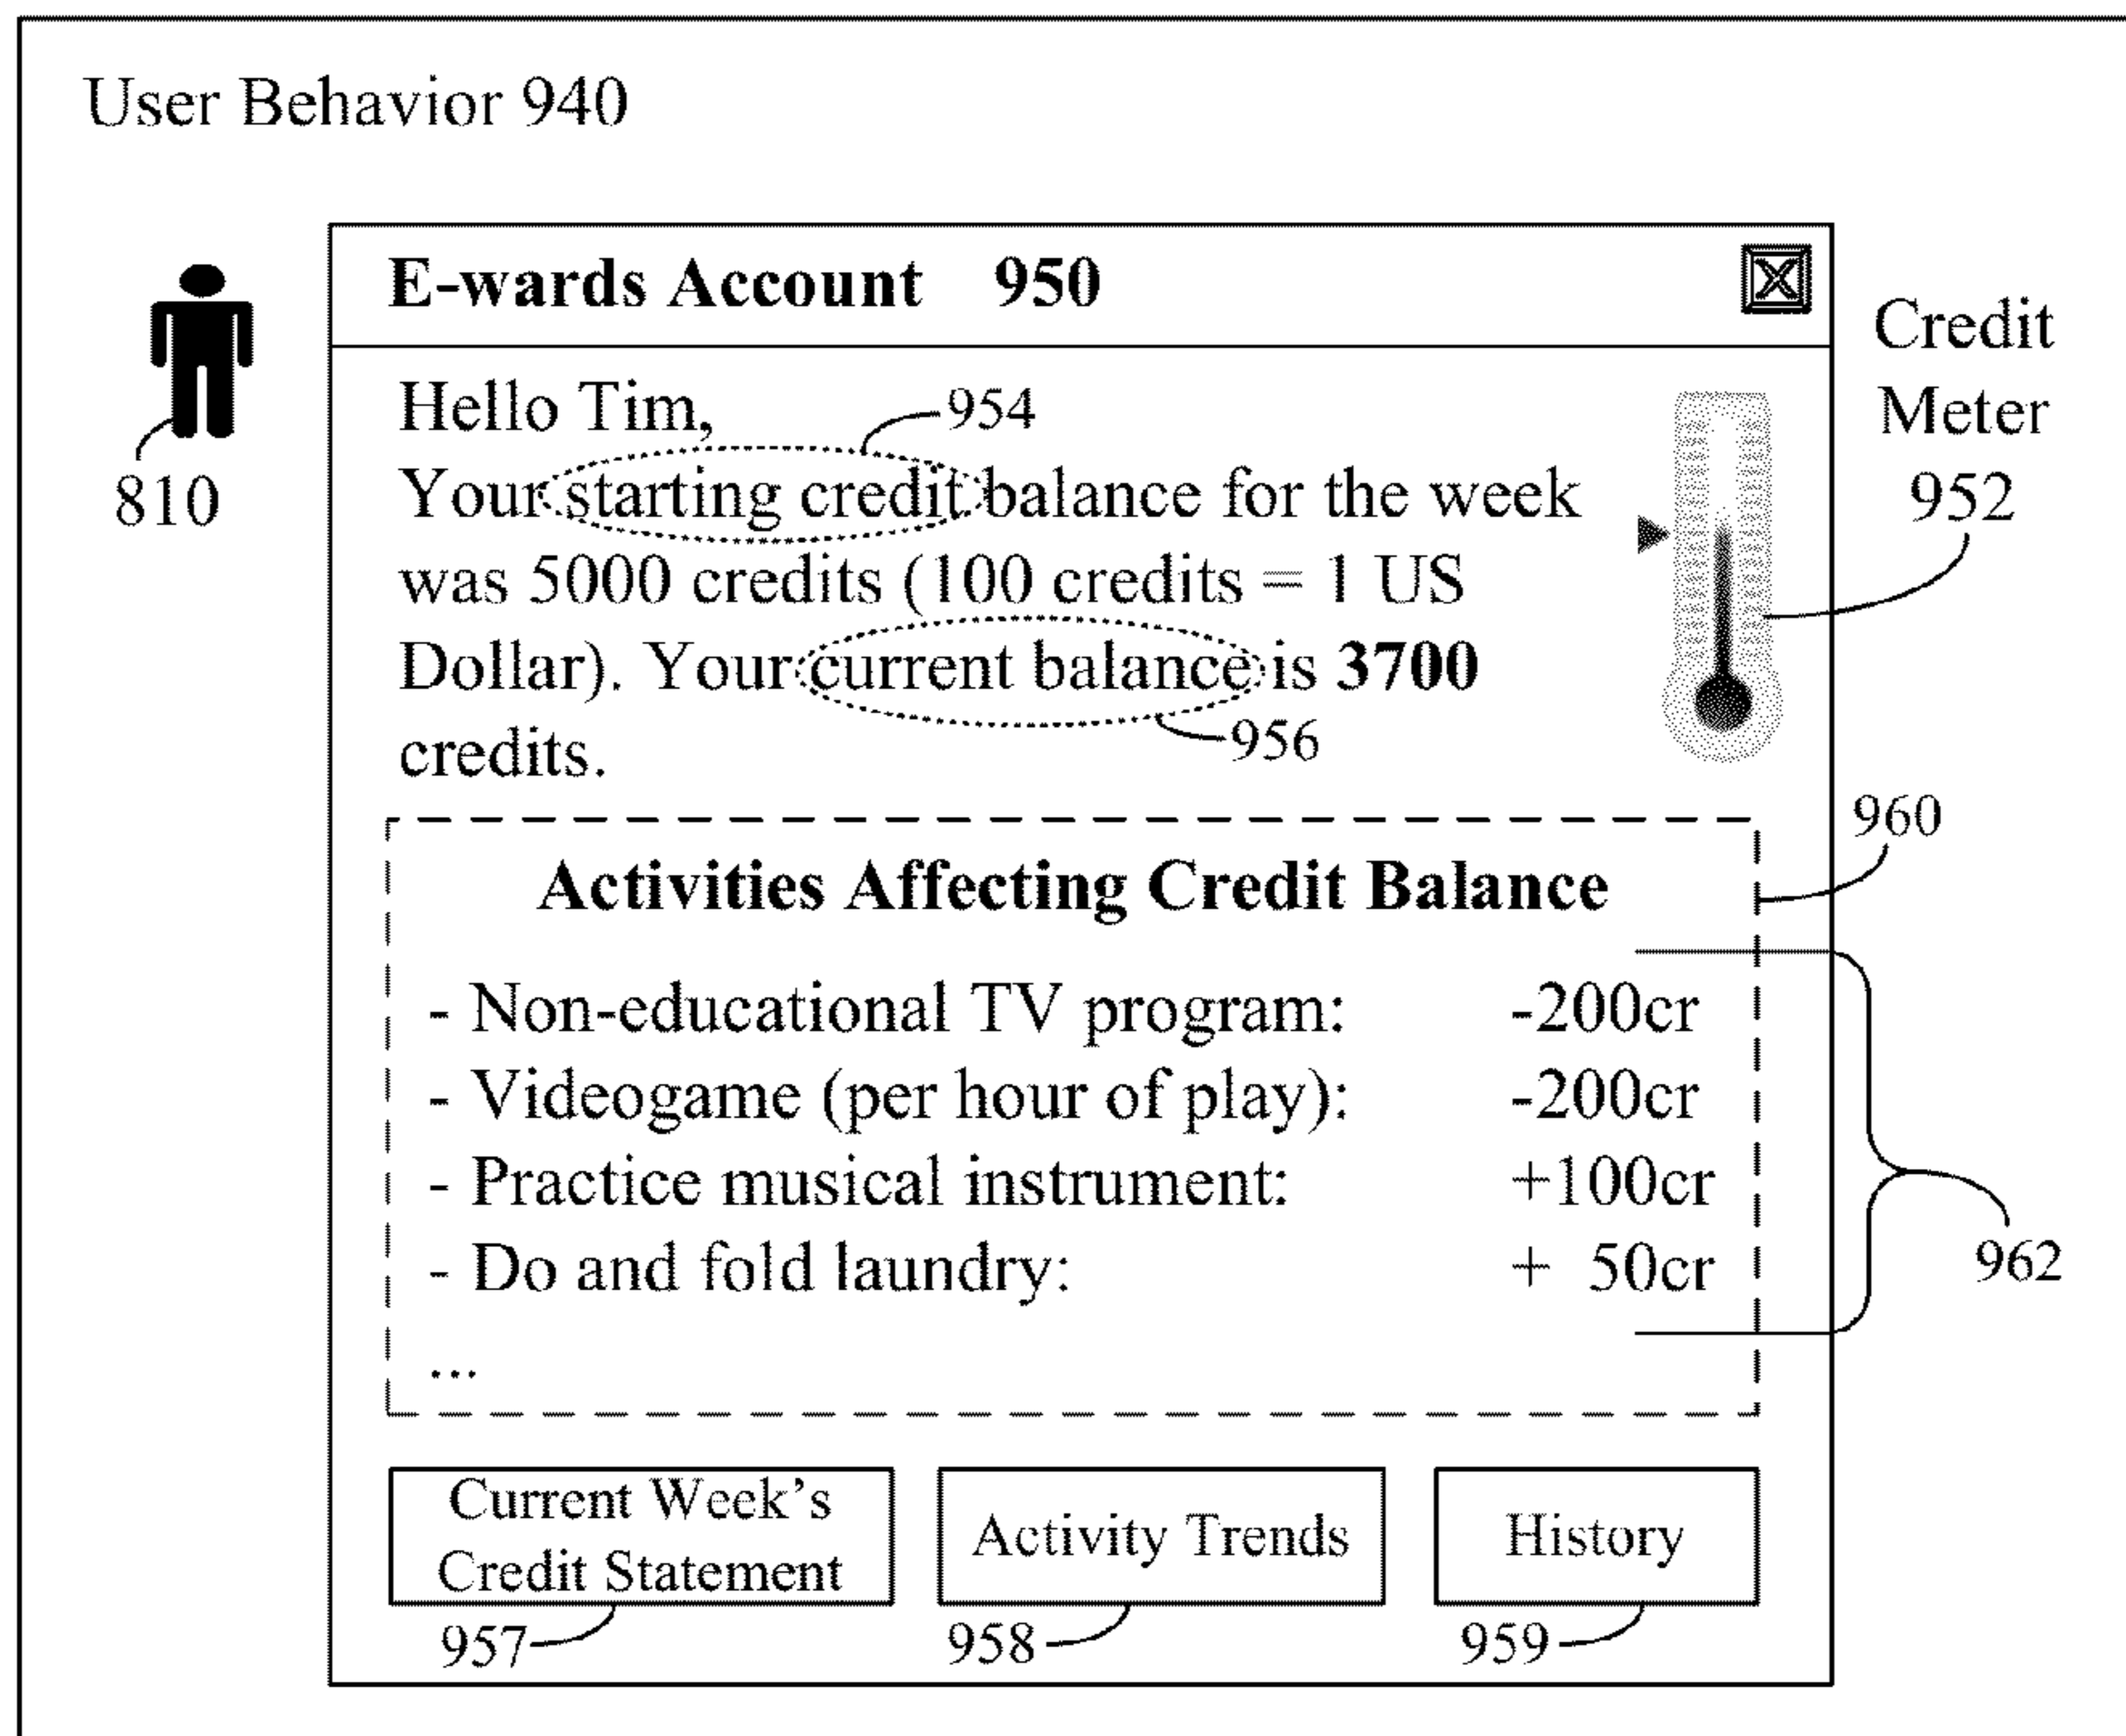 User Behavior 940
E-wards Account 950
X
Credit
Meter
952
810
Hello Tim,
954
Your starting credit balance for the week
was 5000 credits (100 credits = 1 US
Dollar). Your current balance is 3700
credits.
956
960
Activities Affecting Credit Balance
- Non-educational TV program: -200cr
- Videogame (per hour of play): -200cr
- Practice musical instrument: +100cr
- Do and fold laundry: + 50cr
...
962
Current Week's
Credit Statement
Activity Trends
History
957
958
959